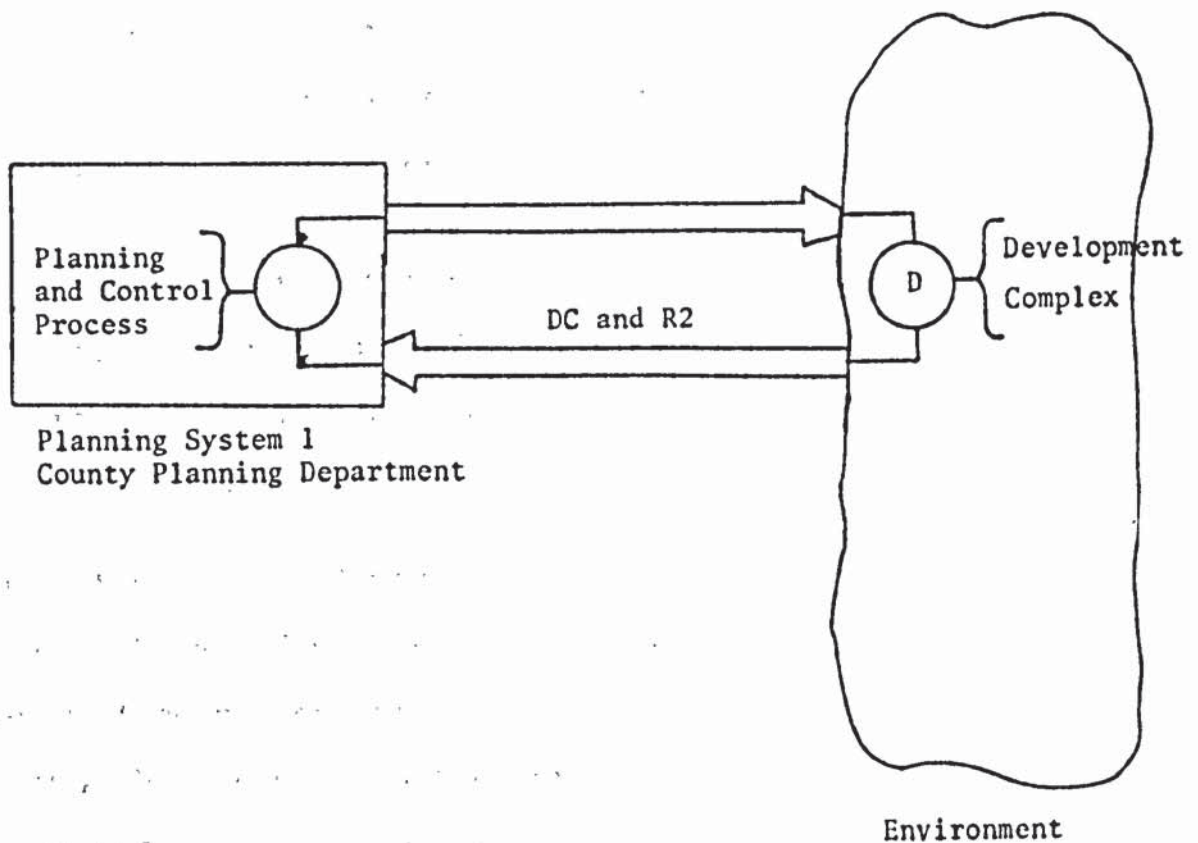 Planning
and Control
Process
DC and R2
D
Development
Complex
Planning System 1
County Planning Department
Environment